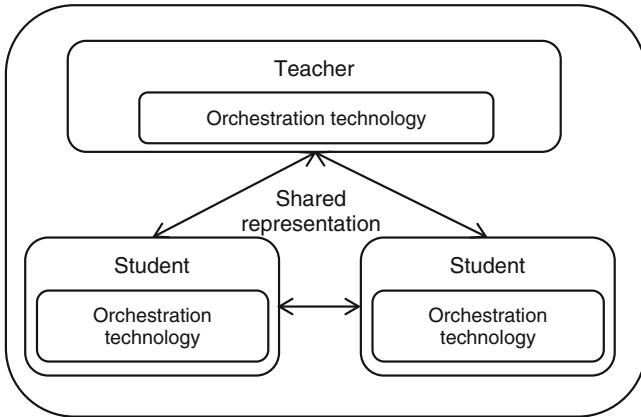 Teacher
Orchestration technology
Shared
representation
Student
Orchestration
technology
Student
Orchestration
technology